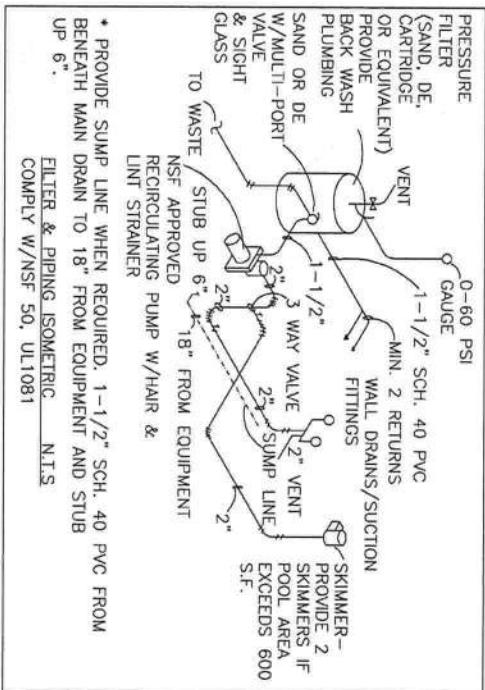 PRESSURE
FILTER
(SAND, DE,
CARTRIDGE
OR EQUIVALENT)
PROVIDE
BACK WASH
PLUMBING
SAND OR DE
W/MULTI-PORT
VALVE
& SIGHT
GLASS
TO WASTE
VENT
0-60 PSI
GAUGE
1-1/2" SCH. 40 PVC
MIN. 2 RETURNS
WALL DRAINS/SUCTION
FITTINGS
1-1/2"
3 WAY VALVE
2" VENT
2"
2"
2"
2"
SUMP LINE
STUB UP 6"
18" FROM EQUIPMENT
NSF APPROVED
RECIRCULATING PUMP W/HAIR &
LINT STRAINER
SKIMMER-
PROVIDE 2
SKIMMERS IF
POOL AREA
EXCEEDS 600
S.F.
* PROVIDE SUMP LINE WHEN REQUIRED. 1-1/2" SCH. 40 PVC FROM
BENEATH MAIN DRAIN TO 18" FROM EQUIPMENT AND STUB
UP 6".
FILTER & PIPING ISOMETRIC N.T.S
COMPLY W/NSF 50, UL1081